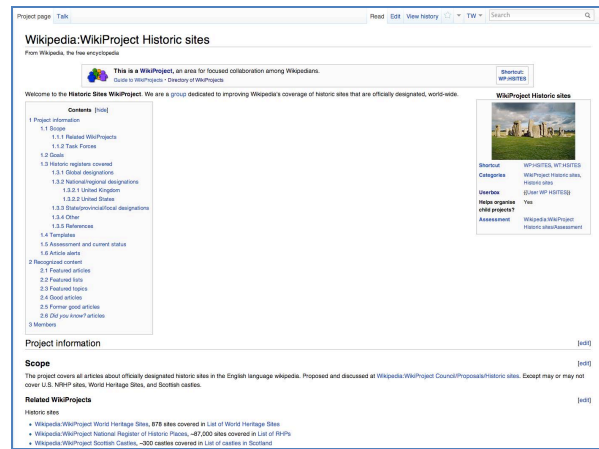 Project page Talk Read Edit View history TW Search
Wikipedia:WikiProject Historic sites
From Wikipedia, the free encyclopedia
This is a WikiProject, an area for focused collaboration among Wikipedians.
Guide to WikiProjects • Directory of WikiProjects
Shortcut:
WP:HSITES
Welcome to the Historic Sites WikiProject. We are a group dedicated to improving Wikipedia's coverage of historic sites that are officially designated, world-wide.
WikiProject Historic sites
Shortcut WP:HSITES, WT:HSITES
Categories WikiProject Historic sites,
Historic sites
Userbox {{User WP HSITES}}
Helps organise Yes
child projects?
Assessment Wikipedia:WikiProject
Historic sites/Assessment
Contents [hide]
1 Project information
1.1 Scope
1.1.1 Related WikiProjects
1.1.2 Task Forces
1.2 Goals
1.3 Historic registers covered
1.3.1 Global designations
1.3.2 National/regional designations
1.3.2.1 United Kingdom
1.3.2.2 United States
1.3.3 State/provincial/local designations
1.3.4 Other
1.3.5 References
1.4 Templates
1.5 Assessment and current status
1.6 Article alerts
2 Recognized content
2.1 Featured articles
2.2 Featured lists
2.3 Featured topics
2.4 Good articles
2.5 Former good articles
2.6 Did you know? articles
3 Members
Project information [edit]
Scope [edit]
The project covers all articles about officially designated historic sites in the English language wikipedia. Proposed and discussed at Wikipedia:WikiProject Council/Proposals/Historic sites. Except may or may not
cover U.S. NRHP sites, World Heritage Sites, and Scottish castles.
Related WikiProjects [edit]
Historic sites
• Wikipedia:WikiProject World Heritage Sites, 878 sites covered in List of World Heritage Sites
• Wikipedia:WikiProject National Register of Historic Places, ~87,000 sites covered in List of RHPs
• Wikipedia:WikiProject Scottish Castles, ~300 castles covered in List of castles in Scotland